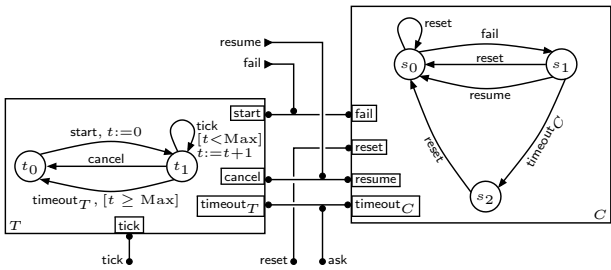 reset
fail
reset
resume
s0
s1
timeoutC
reset
s2
C
resume
fail
start
fail
reset
cancel
resume
timeoutT
timeoutC
start, t:=0
tick
[t<Max]
t:=t+1
cancel
t0
t1
timeoutT, [t ≥ Max]
T
tick
tick
reset
ask